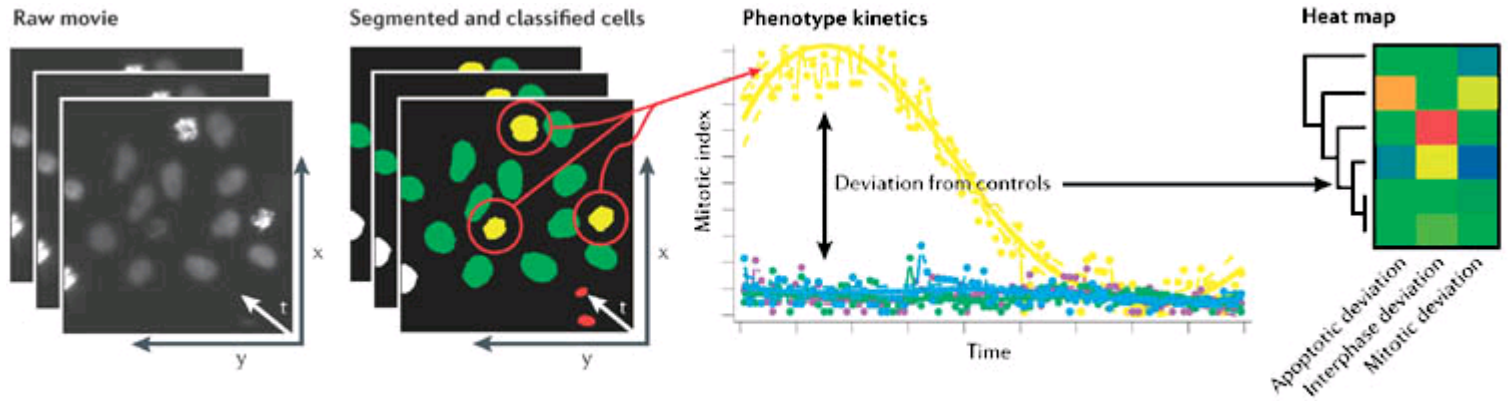 Raw movie
Segmented and classified cells
Phenotype kinetics
Heat map
x
t
y
x
t
y
Mitotic index
Deviation from controls
Time
Apoptotic deviation
Interphase deviation
Mitotic deviation